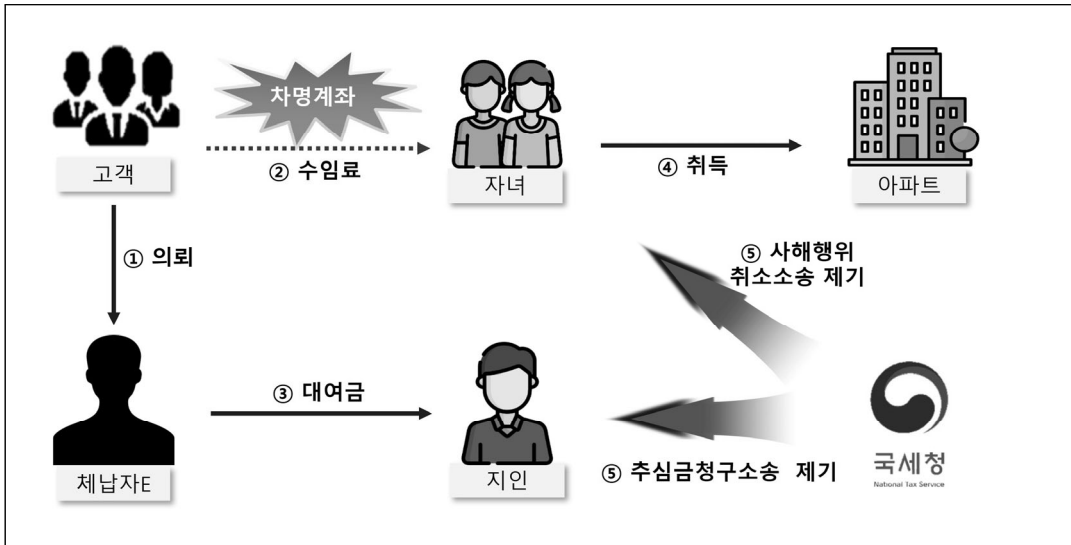 차명계좌
고객
② 수임료
자녀
④ 취득
아파트
① 의뢰
⑤ 사해행위
취소소송 제기
③ 대여금
체납자E
지인
⑤ 추심금청구소송 제기
국세청
National Tax Service